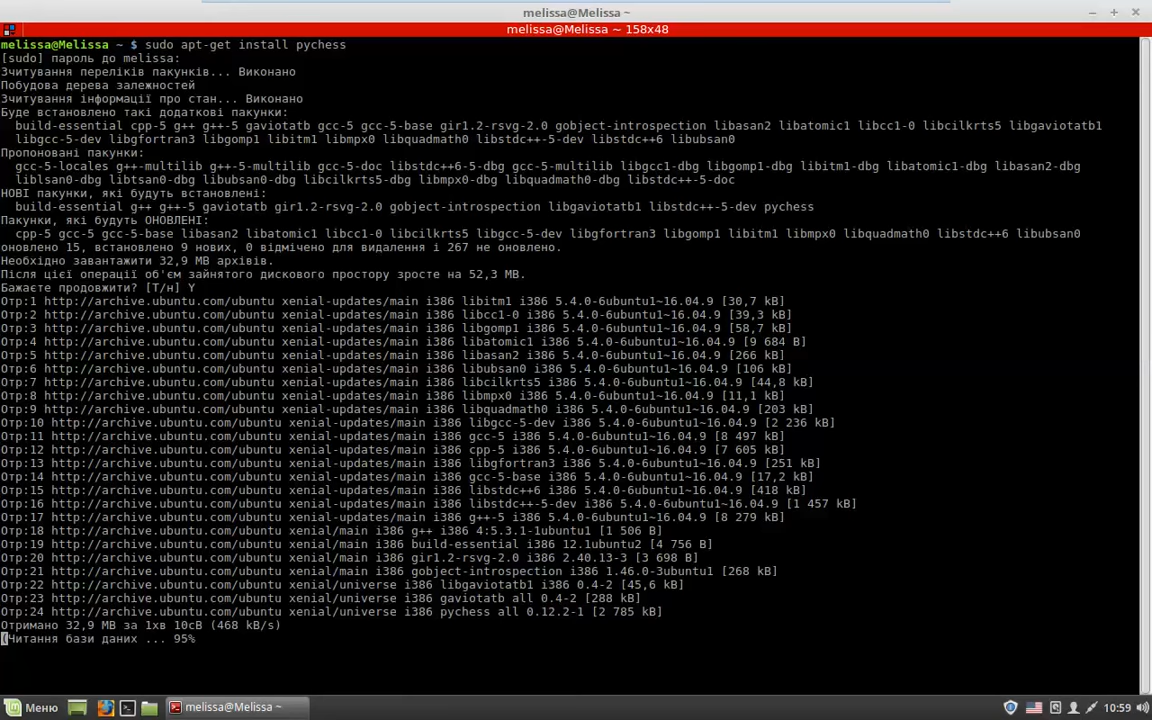 melissa@Melissa ~
melissa@Melissa ~ 158x48
melissa@Melissa ~ $ sudo apt-get install pychess
[sudo] пароль до melissa:
Зчитування переліків пакунків... Виконано
Побудова дерева залежностей
Зчитування інформації про стан... Виконано
Буде встановлено такі додаткові пакунки:
build-essential cpp-5 g++ g++-5 gaviotatb gcc-5 gcc-5-base gir1.2-rsvg-2.0 gobject-introspection libasan2 libatomic1 libcc1-0 libcilkrts5 libgaviotatb1
libgcc-5-dev libgfortran3 libgomp1 libitm1 libmpx0 libquadmath0 libstdc++-5-dev libstdc++6 libubsan0
Пропоновані пакунки:
gcc-5-locales g++-multilib g++-5-multilib gcc-5-doc libstdc++6-5-dbg gcc-5-multilib libgcc1-dbg libgomp1-dbg libitm1-dbg libatomic1-dbg libasan2-dbg
liblsan0-dbg libtsan0-dbg libubsan0-dbg libcilkrts5-dbg libmpx0-dbg libquadmath0-dbg libstdc++-5-doc
НОВІ пакунки, які будуть встановлені:
build-essential g++ g++-5 gaviotatb gir1.2-rsvg-2.0 gobject-introspection libgaviotatb1 libstdc++-5-dev pychess
Пакунки, які будуть ОНОВЛЕНІ:
cpp-5 gcc-5 gcc-5-base libasan2 libatomic1 libcc1-0 libcilkrts5 libgcc-5-dev libgfortran3 libgomp1 libitm1 libmpx0 libquadmath0 libstdc++6 libubsan0
оновлено 15, встановлено 9 нових, 0 відмічено для видалення і 267 не оновлено.
Необхідно завантажити 32,9 MB архівів.
Після цієї операції об'єм зайнятого дискового простору зросте на 52,3 MB.
Бажаєте продовжити? [Т/н] Y
Отр:1 http://archive.ubuntu.com/ubuntu xenial-updates/main i386 libitm1 i386 5.4.0-6ubuntu1~16.04.9 [30,7 kB]
Отр:2 http://archive.ubuntu.com/ubuntu xenial-updates/main i386 libcc1-0 i386 5.4.0-6ubuntu1~16.04.9 [39,3 kB]
Отр:3 http://archive.ubuntu.com/ubuntu xenial-updates/main i386 libgomp1 i386 5.4.0-6ubuntu1~16.04.9 [58,7 kB]
Отр:4 http://archive.ubuntu.com/ubuntu xenial-updates/main i386 libatomic1 i386 5.4.0-6ubuntu1~16.04.9 [9 684 B]
Отр:5 http://archive.ubuntu.com/ubuntu xenial-updates/main i386 libasan2 i386 5.4.0-6ubuntu1~16.04.9 [266 kB]
Отр:6 http://archive.ubuntu.com/ubuntu xenial-updates/main i386 libubsan0 i386 5.4.0-6ubuntu1~16.04.9 [106 kB]
Отр:7 http://archive.ubuntu.com/ubuntu xenial-updates/main i386 libcilkrts5 i386 5.4.0-6ubuntu1~16.04.9 [44,8 kB]
Отр:8 http://archive.ubuntu.com/ubuntu xenial-updates/main i386 libmpx0 i386 5.4.0-6ubuntu1~16.04.9 [11,1 kB]
Отр:9 http://archive.ubuntu.com/ubuntu xenial-updates/main i386 libquadmath0 i386 5.4.0-6ubuntu1~16.04.9 [203 kB]
Отр:10 http://archive.ubuntu.com/ubuntu xenial-updates/main i386 libgcc-5-dev i386 5.4.0-6ubuntu1~16.04.9 [2 236 kB]
Отр:11 http://archive.ubuntu.com/ubuntu xenial-updates/main i386 gcc-5 i386 5.4.0-6ubuntu1~16.04.9 [8 497 kB]
Отр:12 http://archive.ubuntu.com/ubuntu xenial-updates/main i386 cpp-5 i386 5.4.0-6ubuntu1~16.04.9 [7 605 kB]
Отр:13 http://archive.ubuntu.com/ubuntu xenial-updates/main i386 libgfortran3 i386 5.4.0-6ubuntu1~16.04.9 [251 kB]
Отр:14 http://archive.ubuntu.com/ubuntu xenial-updates/main i386 gcc-5-base i386 5.4.0-6ubuntu1~16.04.9 [17,2 kB]
Отр:15 http://archive.ubuntu.com/ubuntu xenial-updates/main i386 libstdc++6 i386 5.4.0-6ubuntu1~16.04.9 [418 kB]
Отр:16 http://archive.ubuntu.com/ubuntu xenial-updates/main i386 libstdc++-5-dev i386 5.4.0-6ubuntu1~16.04.9 [1 457 kB]
Отр:17 http://archive.ubuntu.com/ubuntu xenial-updates/main i386 g++-5 i386 5.4.0-6ubuntu1~16.04.9 [8 279 kB]
Отр:18 http://archive.ubuntu.com/ubuntu xenial/main i386 g++ i386 4:5.3.1-1ubuntu1 [1 506 B]
Отр:19 http://archive.ubuntu.com/ubuntu xenial/main i386 build-essential i386 12.1ubuntu2 [4 756 B]
Отр:20 http://archive.ubuntu.com/ubuntu xenial/main i386 gir1.2-rsvg-2.0 i386 2.40.13-3 [3 698 B]
Отр:21 http://archive.ubuntu.com/ubuntu xenial/main i386 gobject-introspection i386 1.46.0-3ubuntu1 [268 kB]
Отр:22 http://archive.ubuntu.com/ubuntu xenial/universe i386 libgaviotatb1 i386 0.4-2 [45,6 kB]
Отр:23 http://archive.ubuntu.com/ubuntu xenial/universe i386 gaviotatb all 0.4-2 [288 kB]
Отр:24 http://archive.ubuntu.com/ubuntu xenial/universe i386 pychess all 0.12.2-1 [2 785 kB]
Отримано 32,9 MB за 1хв 10сВ (468 kB/s)
(Читання бази даних ... 95%
Меню
melissa@Melissa ~
10:59